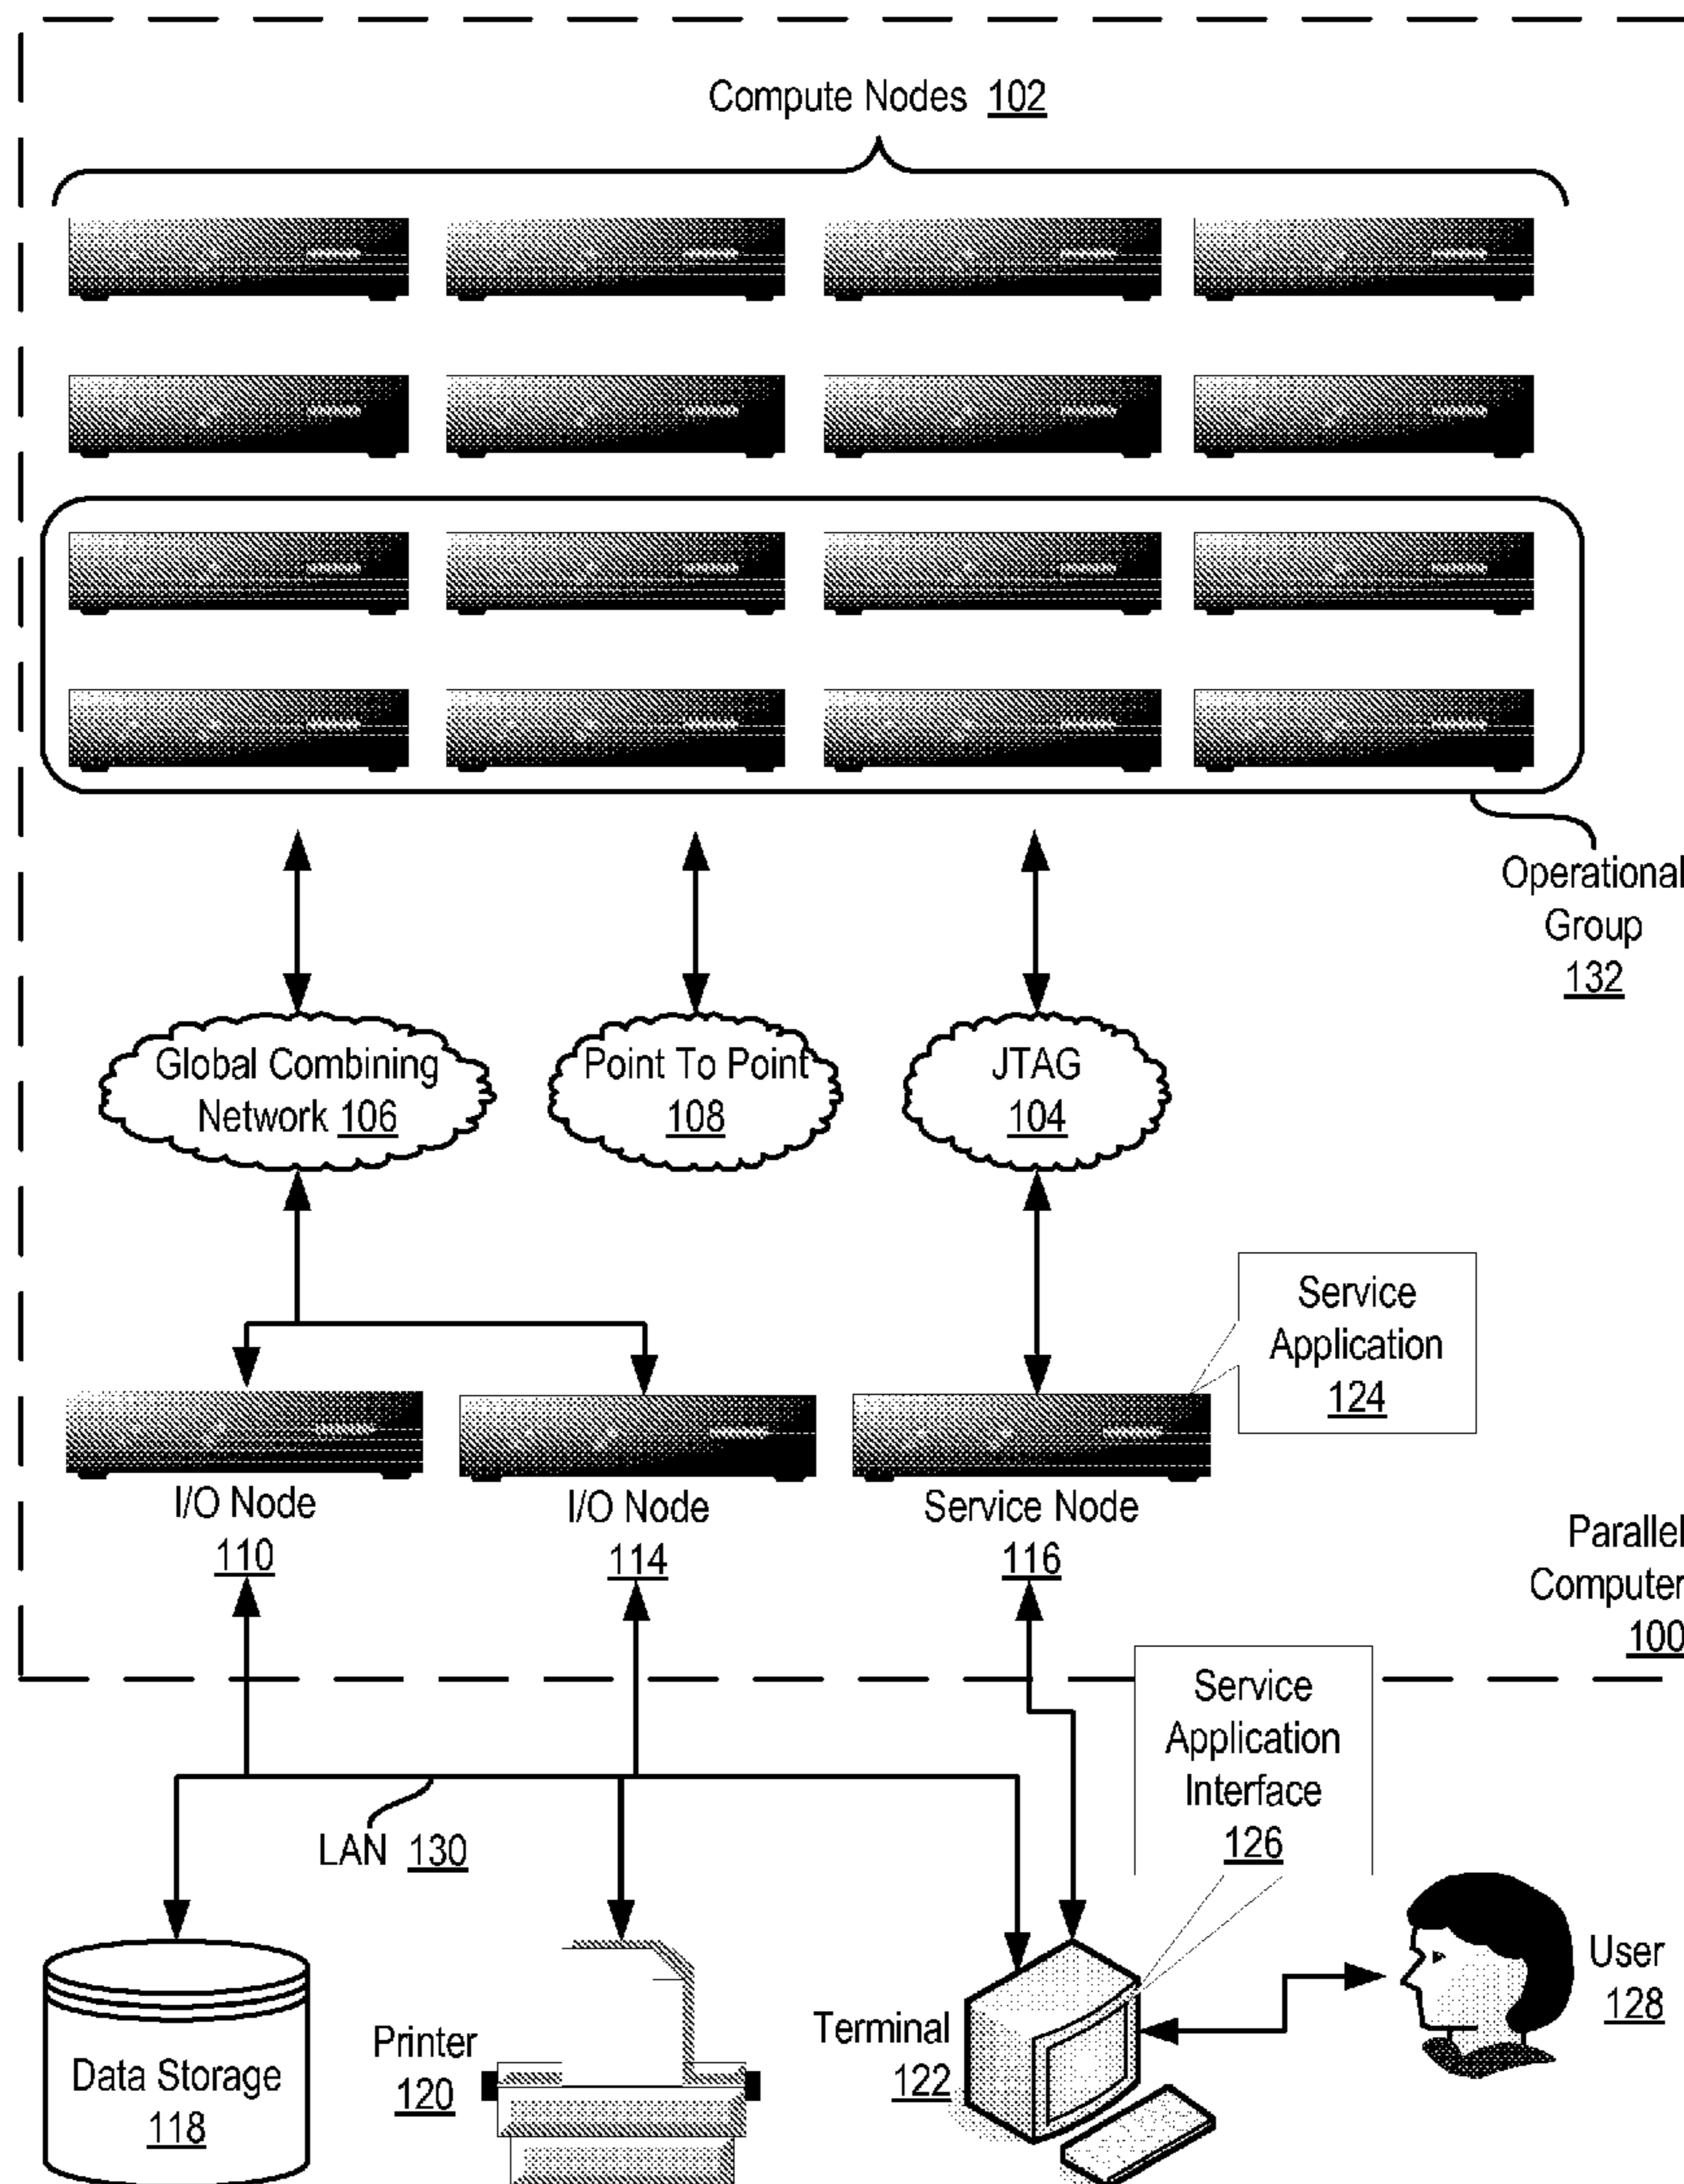 Compute Nodes 102
Operational
Group
132
Global Combining
Network 106
Point To Point
108
JTAG
104
Service
Application
124
I/O Node
110
I/O Node
114
Service Node
116
Parallel
Computer
100
Service
Application
Interface
126
LAN 130
Data Storage
118
Printer
120
Terminal
122
User
128